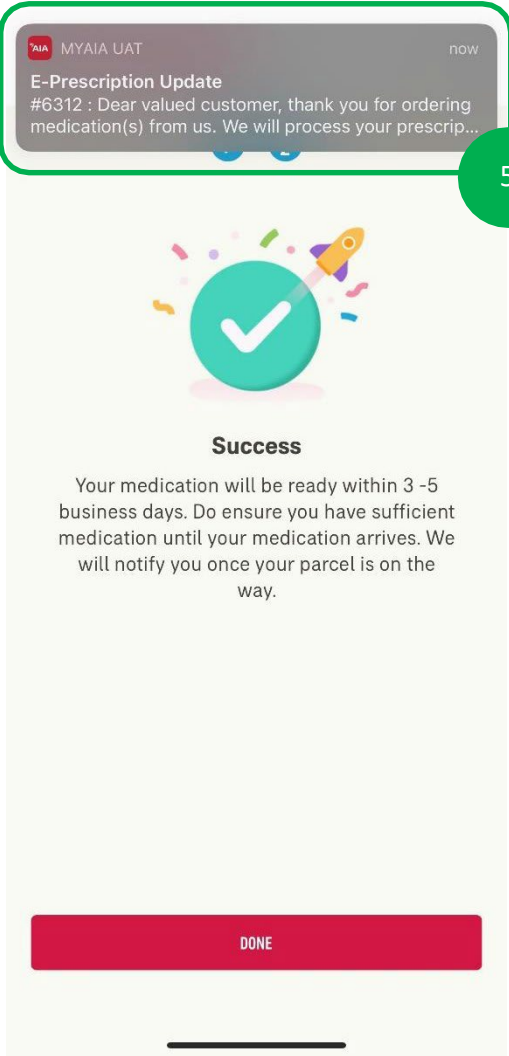 AIA MYAIA UAT now
E-Prescription Update
#6312 : Dear valued customer, thank you for ordering
medication(s) from us. We will process your prescrip...
2
5
Success
Your medication will be ready within 3 -5
business days. Do ensure you have sufficient
medication until your medication arrives. We
will notify you once your parcel is on the
way.
DONE